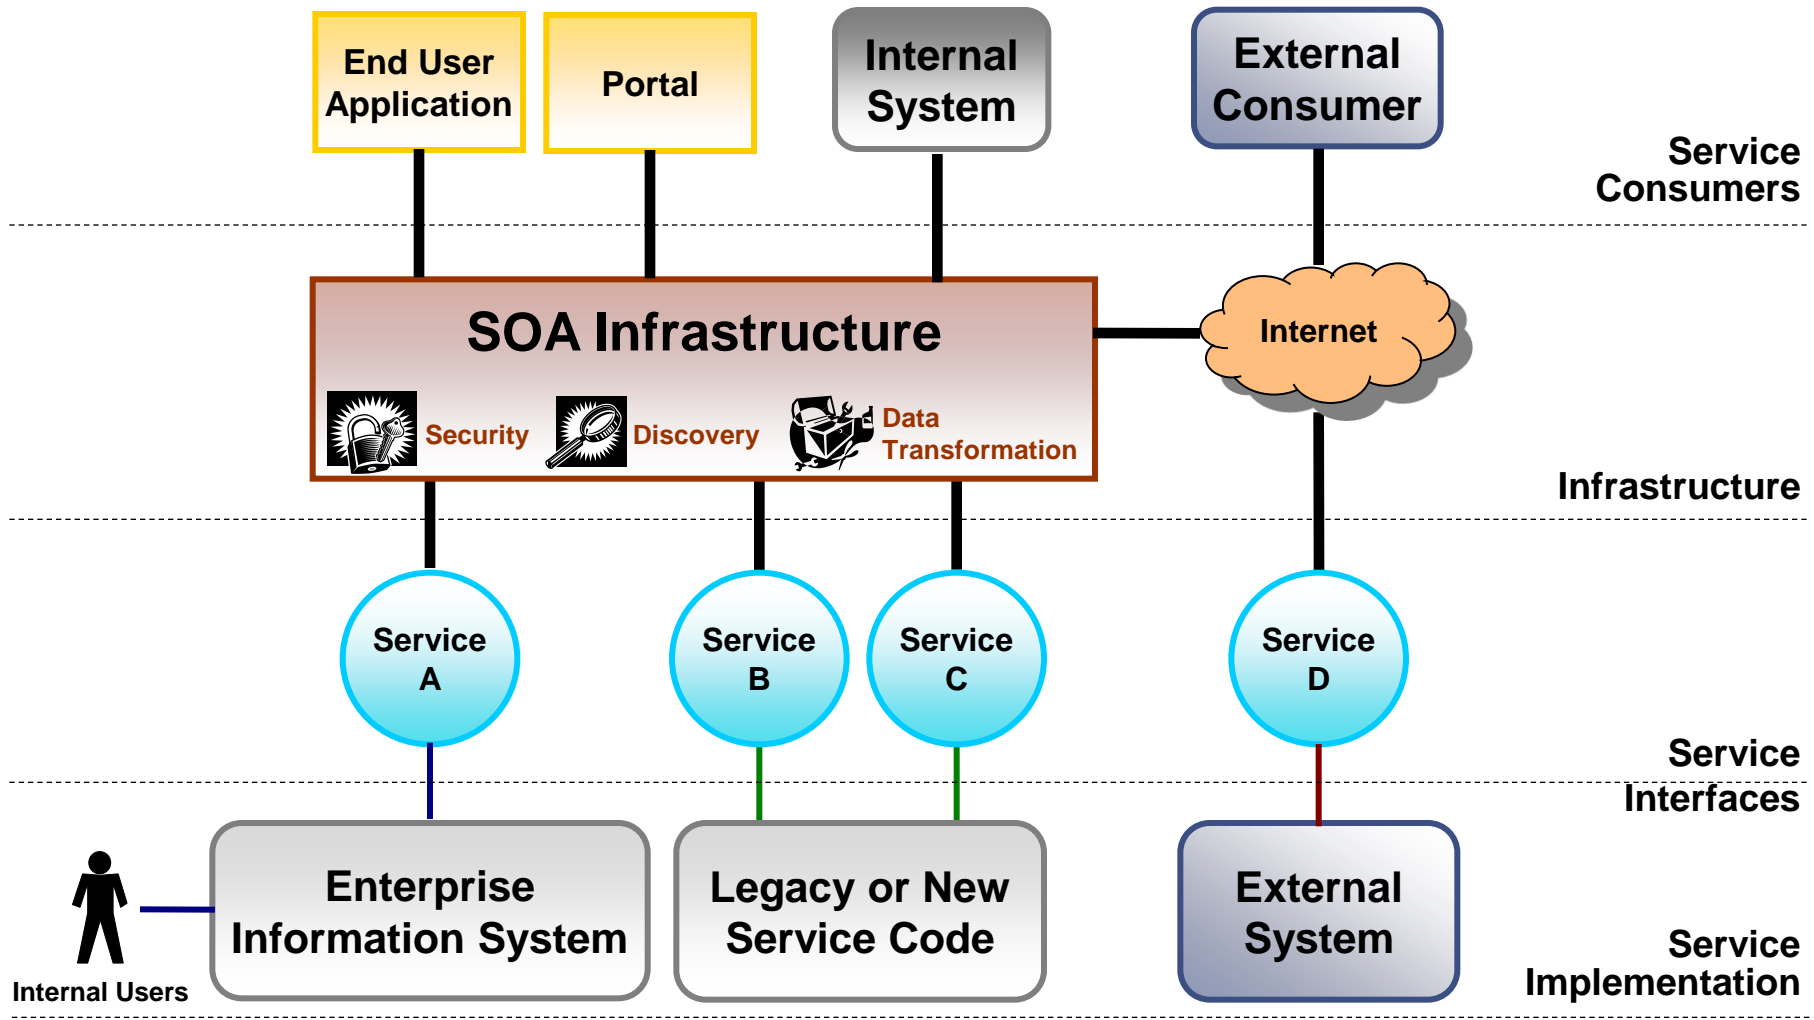 End User
Application
Portal
Internal
System
External
Consumer
Service
Consumers
SOA Infrastructure
Security
Discovery
Data
Transformation
Internet
Infrastructure
Service
A
Service
B
Service
C
Service
D
Service
Interfaces
Internal Users
Enterprise
Information System
Legacy or New
Service Code
External
System
Service
Implementation